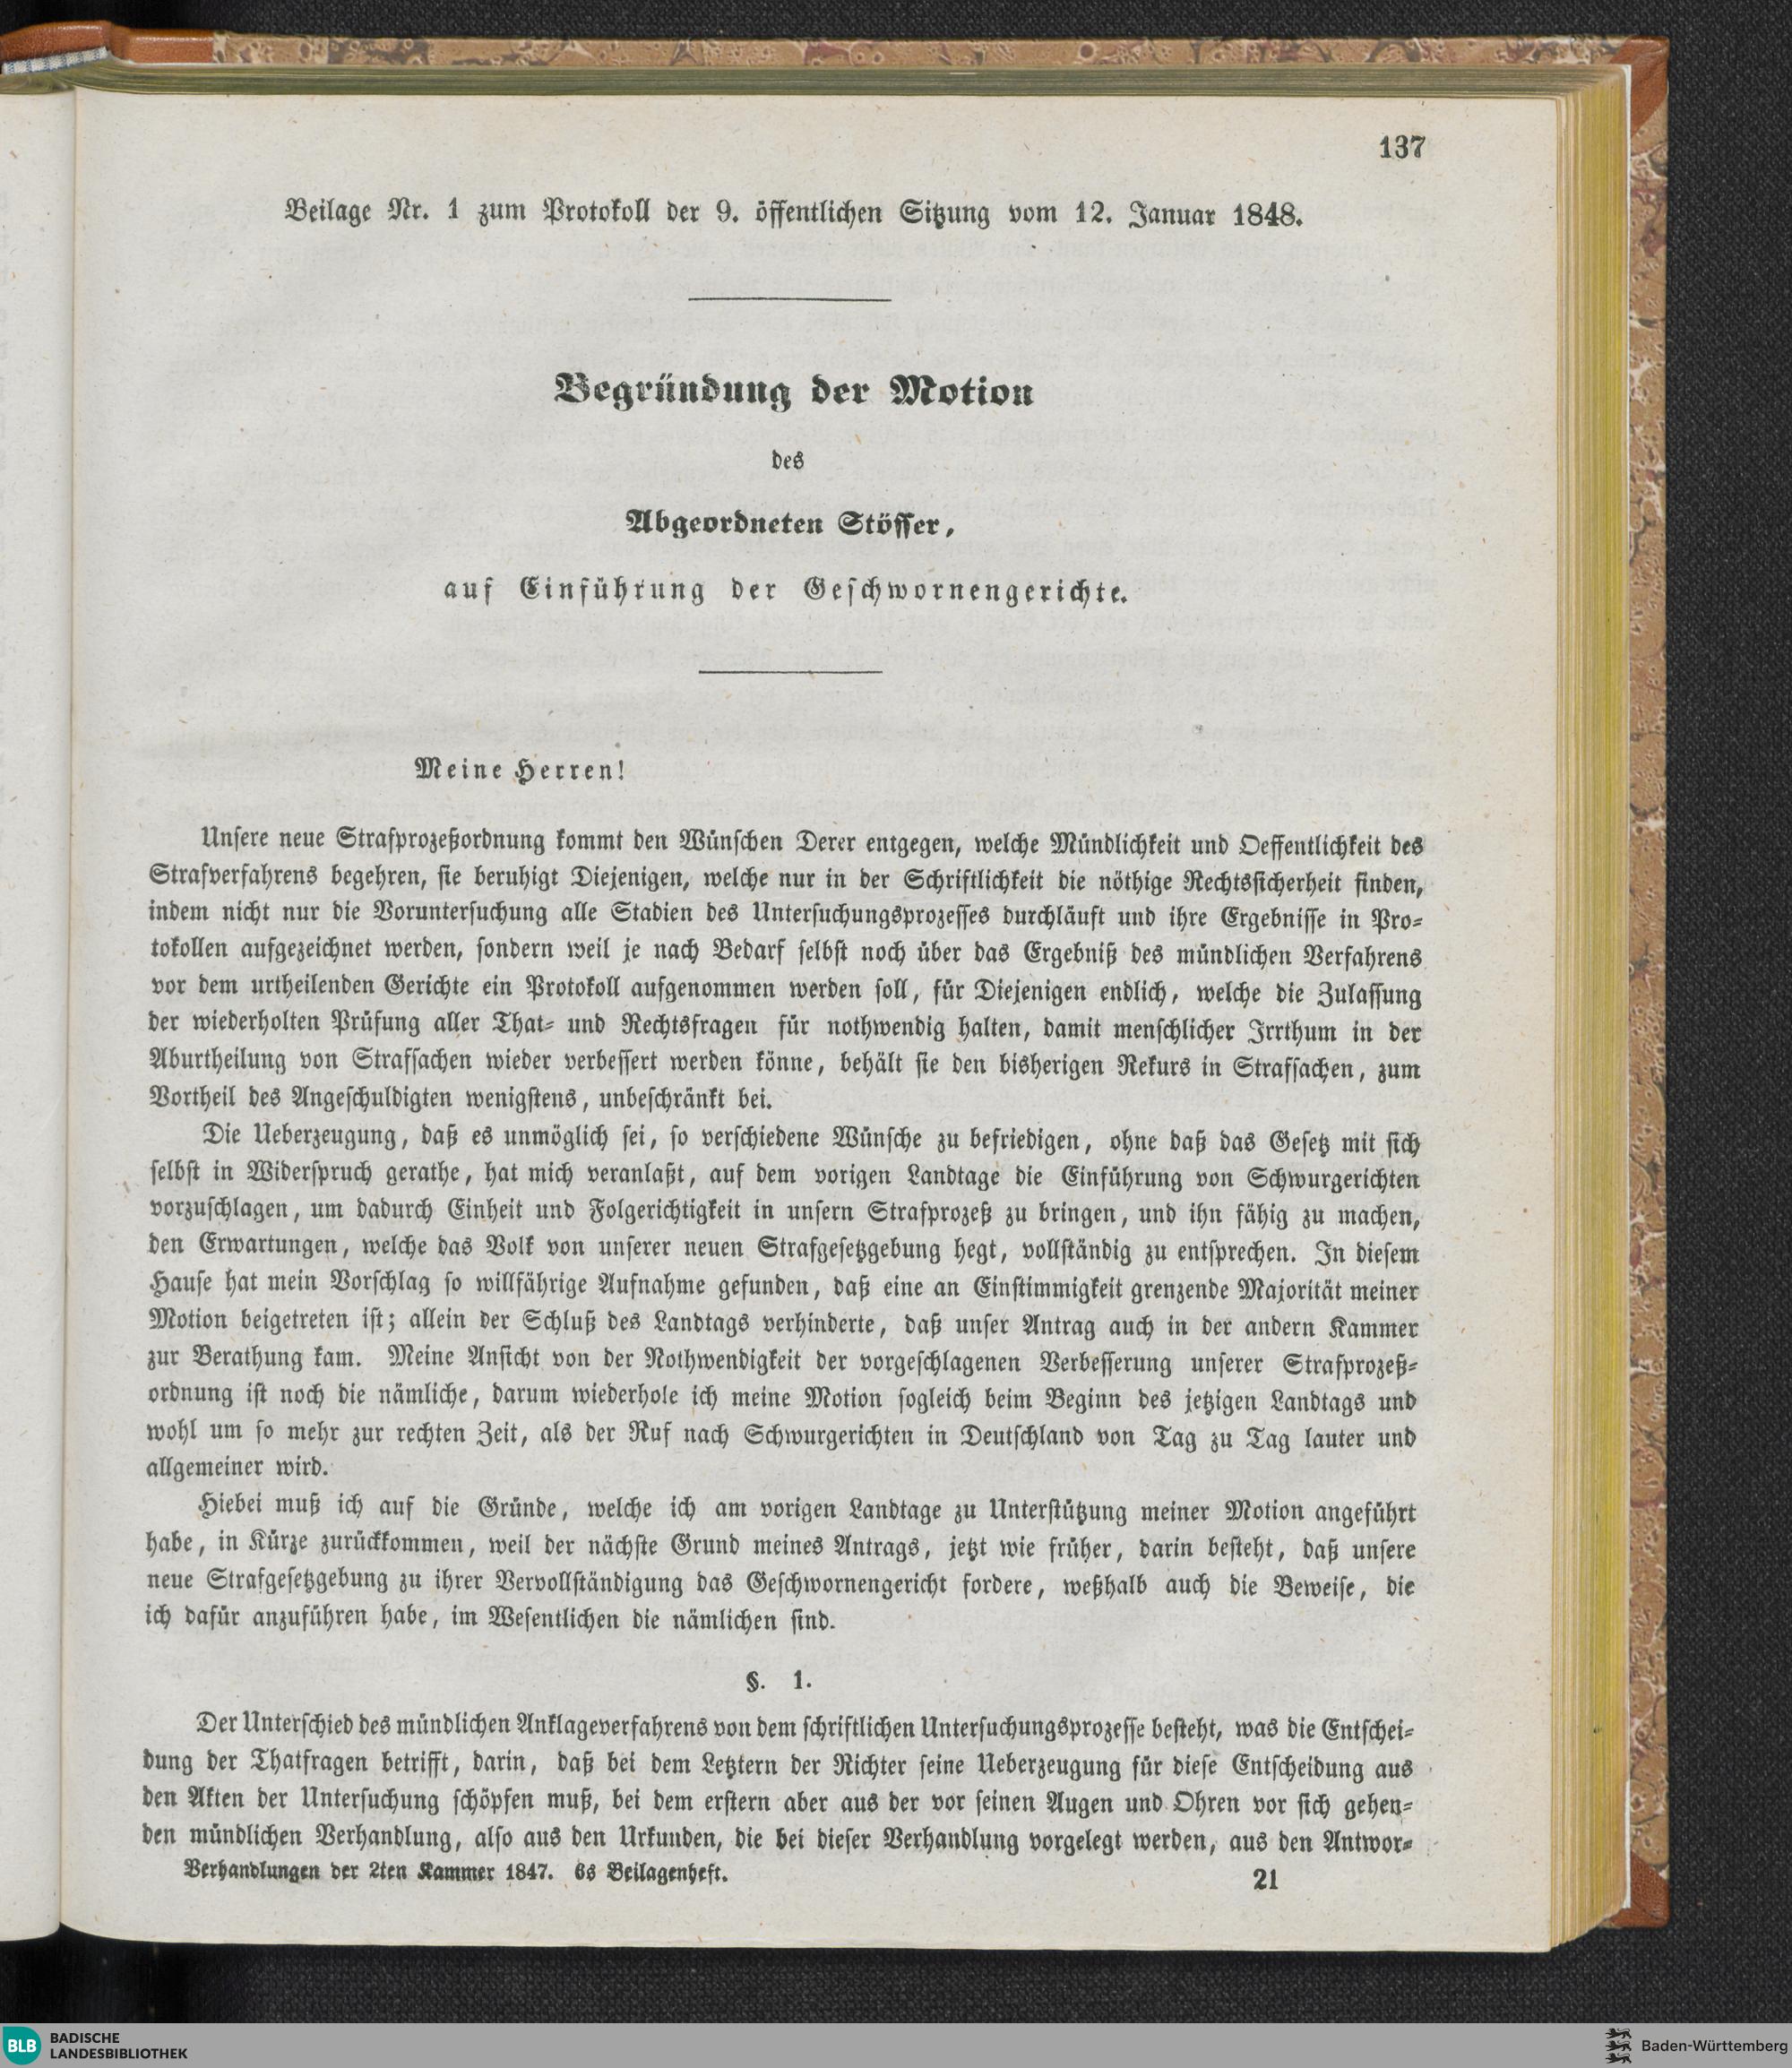 137
Beilage Nr. 1 zum Protokoll der 9. öffentlichen Sitzung vom 12. Januar 1848.
Begründung der Motion
des
Abgeordneten Stösser,
auf Einführung der Geschwornengerichte.
Meine Herren!
Unsere neue Strafprozeßordnung kommt den Wünschen Derer entgegen, welche Mündlichkeit und Oeffentlichkeit des
Strafverfahrens begehren, sie beruhigt Diejenigen, welche nur in der Schriftlichkeit die nöthige Rechtssicherheit finden,
indem nicht nur die Voruntersuchung alle Stadien des Untersuchungsprozesses durchläuft und ihre Ergebnisse in Pro-
tokollen aufgezeichnet werden, sondern weil je nach Bedarf selbst noch über das Ergebniß des mündlichen Verfahrens
vor dem urtheilenden Gerichte ein Protokoll aufgenommen werden soll, für Diejenigen endlich, welche die Zulassung
der wiederholten Prüfung aller That- und Rechtsfragen für nothwendig halten, damit menschlicher Irrthum in der
Aburtheilung von Strafsachen wieder verbessert werden könne, behält sie den bisherigen Rekurs in Strafsachen, zum
Vortheil des Angeschuldigten wenigstens, unbeschränkt bei.
Die Ueberzeugung, daß es unmöglich sei, so verschiedene Wünsche zu befriedigen, ohne daß das Gesetz mit sich
selbst in Widerspruch gerathe, hat mich veranlaßt, auf dem vorigen Landtage die Einführung von Schwurgerichten
vorzuschlagen, um dadurch Einheit und Folgerichtigkeit in unsern Strafprozeß zu bringen, und ihn fähig zu machen,
den Erwartungen, welche das Volk von unserer neuen Strafgesetzgebung hegt, vollständig zu entsprechen. In diesem
Hause hat mein Vorschlag so willfährige Aufnahme gefunden, daß eine an Einstimmigkeit grenzende Majorität meiner
Motion beigetreten ist; allein der Schluß des Landtags verhinderte, daß unser Antrag auch in der andern Kammer
zur Berathung kam. Meine Ansicht von der Nothwendigkeit der vorgeschlagenen Verbesserung unserer Strafprozeß-
ordnung ist noch die nämliche, darum wiederhole ich meine Motion sogleich beim Beginn des jetzigen Landtags und
wohl um so mehr zur rechten Zeit, als der Ruf nach Schwurgerichten in Deutschland von Tag zu Tag lauter und
allgemeiner wird.
Hiebei muß ich auf die Gründe, welche ich am vorigen Landtage zu Unterstützung meiner Motion angeführt
habe, in Kürze zurückkommen, weil der nächste Grund meines Antrags, jetzt wie früher, darin besteht, daß unsere
neue Strafgesetzgebung zu ihrer Vervollständigung das Geschwornengericht fordere, weßhalb auch die Beweise, die
ich dafür anzuführen habe, im Wesentlichen die nämlichen sind.
§. 1.
Der Unterschied des mündlichen Anklageverfahrens von dem schriftlichen Untersuchungsprozesse besteht, was die Entschei-
dung der Thatfragen betrifft, darin, daß bei dem Letztern der Richter seine Ueberzeugung für diese Entscheidung aus
den Akten der Untersuchung schöpfen muß, bei dem erstern aber aus der vor seinen Augen und Ohren vor sich gehen-
den mündlichen Verhandlung, also aus den Urkunden, die bei dieser Verhandlung vorgelegt werden, aus den Antwor-
Verhandlungen der 2ten Kammer 1847. 6s Beilagenheft.
21
BLB
BADISCHE
LANDESBIBLIOTHEK
Baden-Württemberg